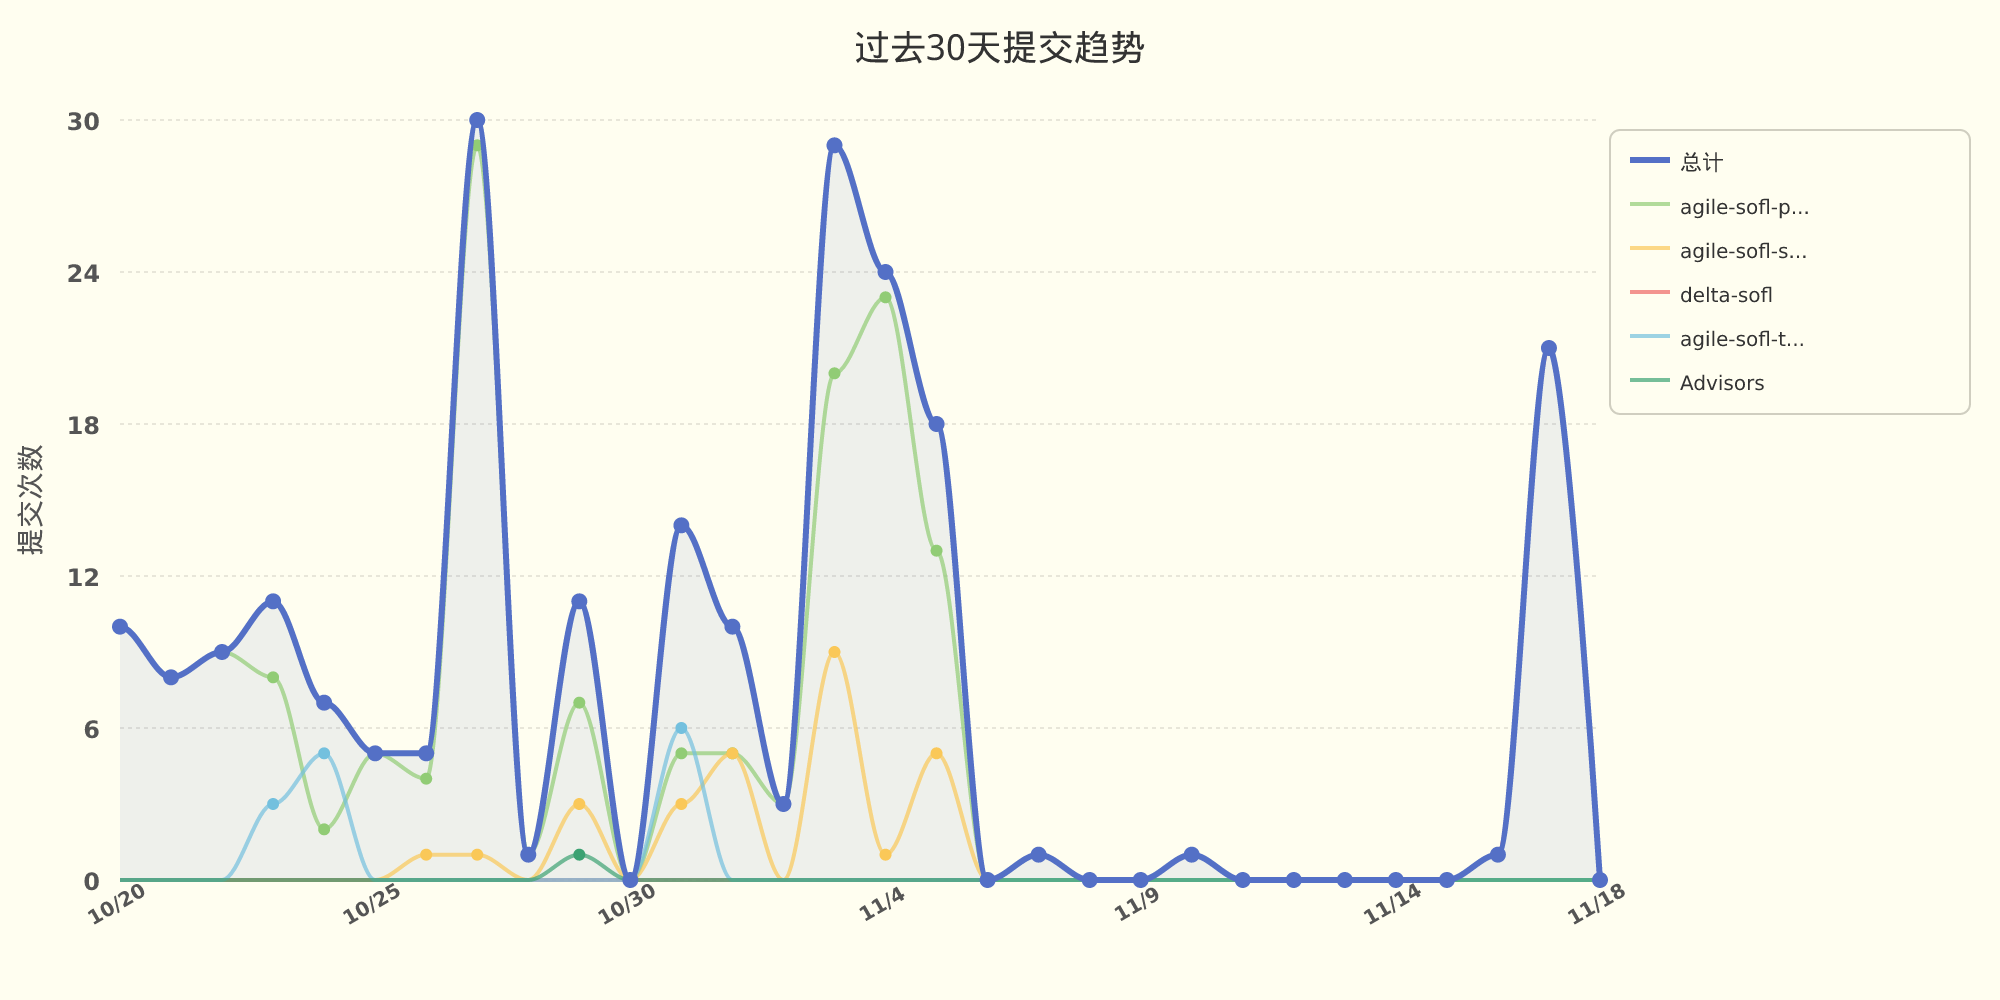 过去30天提交趋势
提交次数
30
24
18
12
6
0
10/20
10/25
10/30
11/4
11/9
11/14
11/18
总计
agile-sofl-p...
agile-sofl-s...
delta-sofl
agile-sofl-t...
Advisors